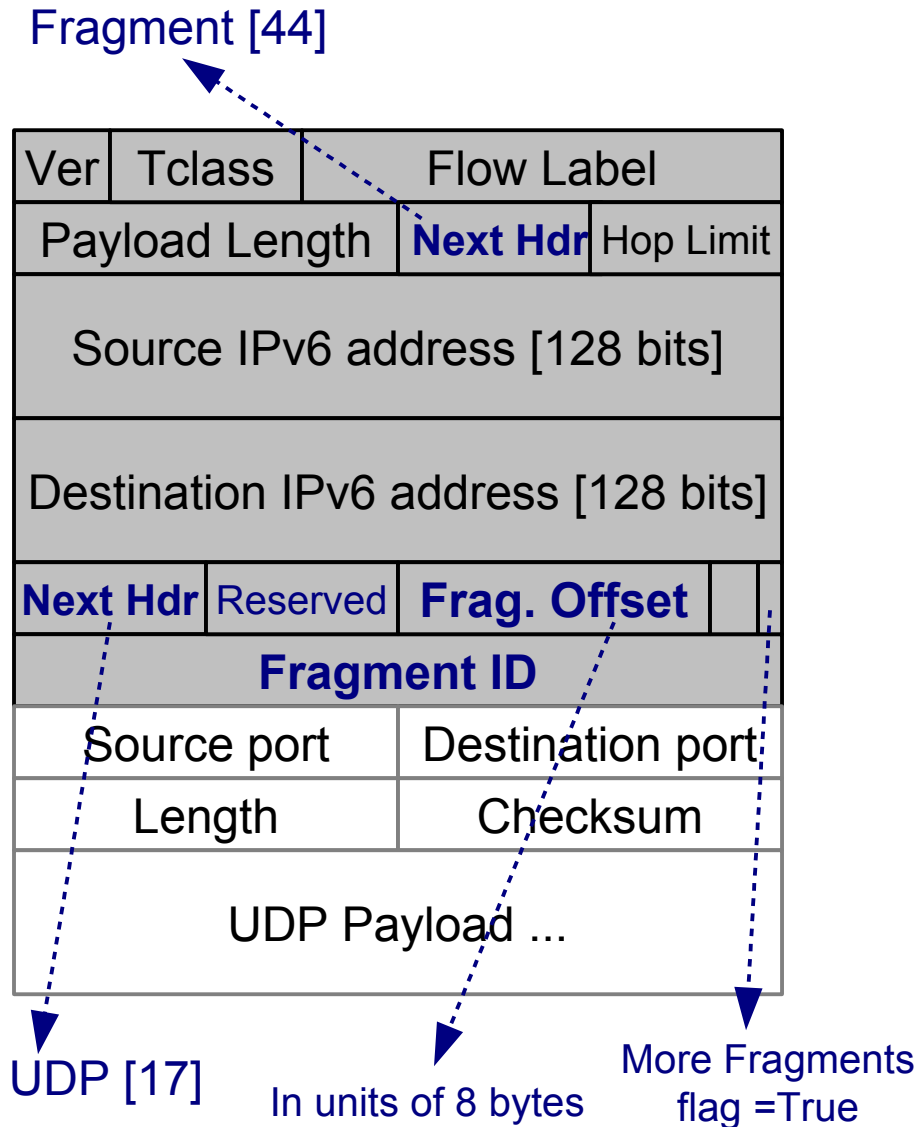 Fragment [44]
Ver Tclass Flow Label
Payload Length Next Hdr Hop Limit
Source IPv6 address [128 bits]
Destination IPv6 address [128 bits]
Next Hdr Reserved Frag. Offset
Fragment ID
Source port Destination port
Length Checksum
UDP Payload ...
UDP [17]
In units of 8 bytes
More Fragments
flag =True